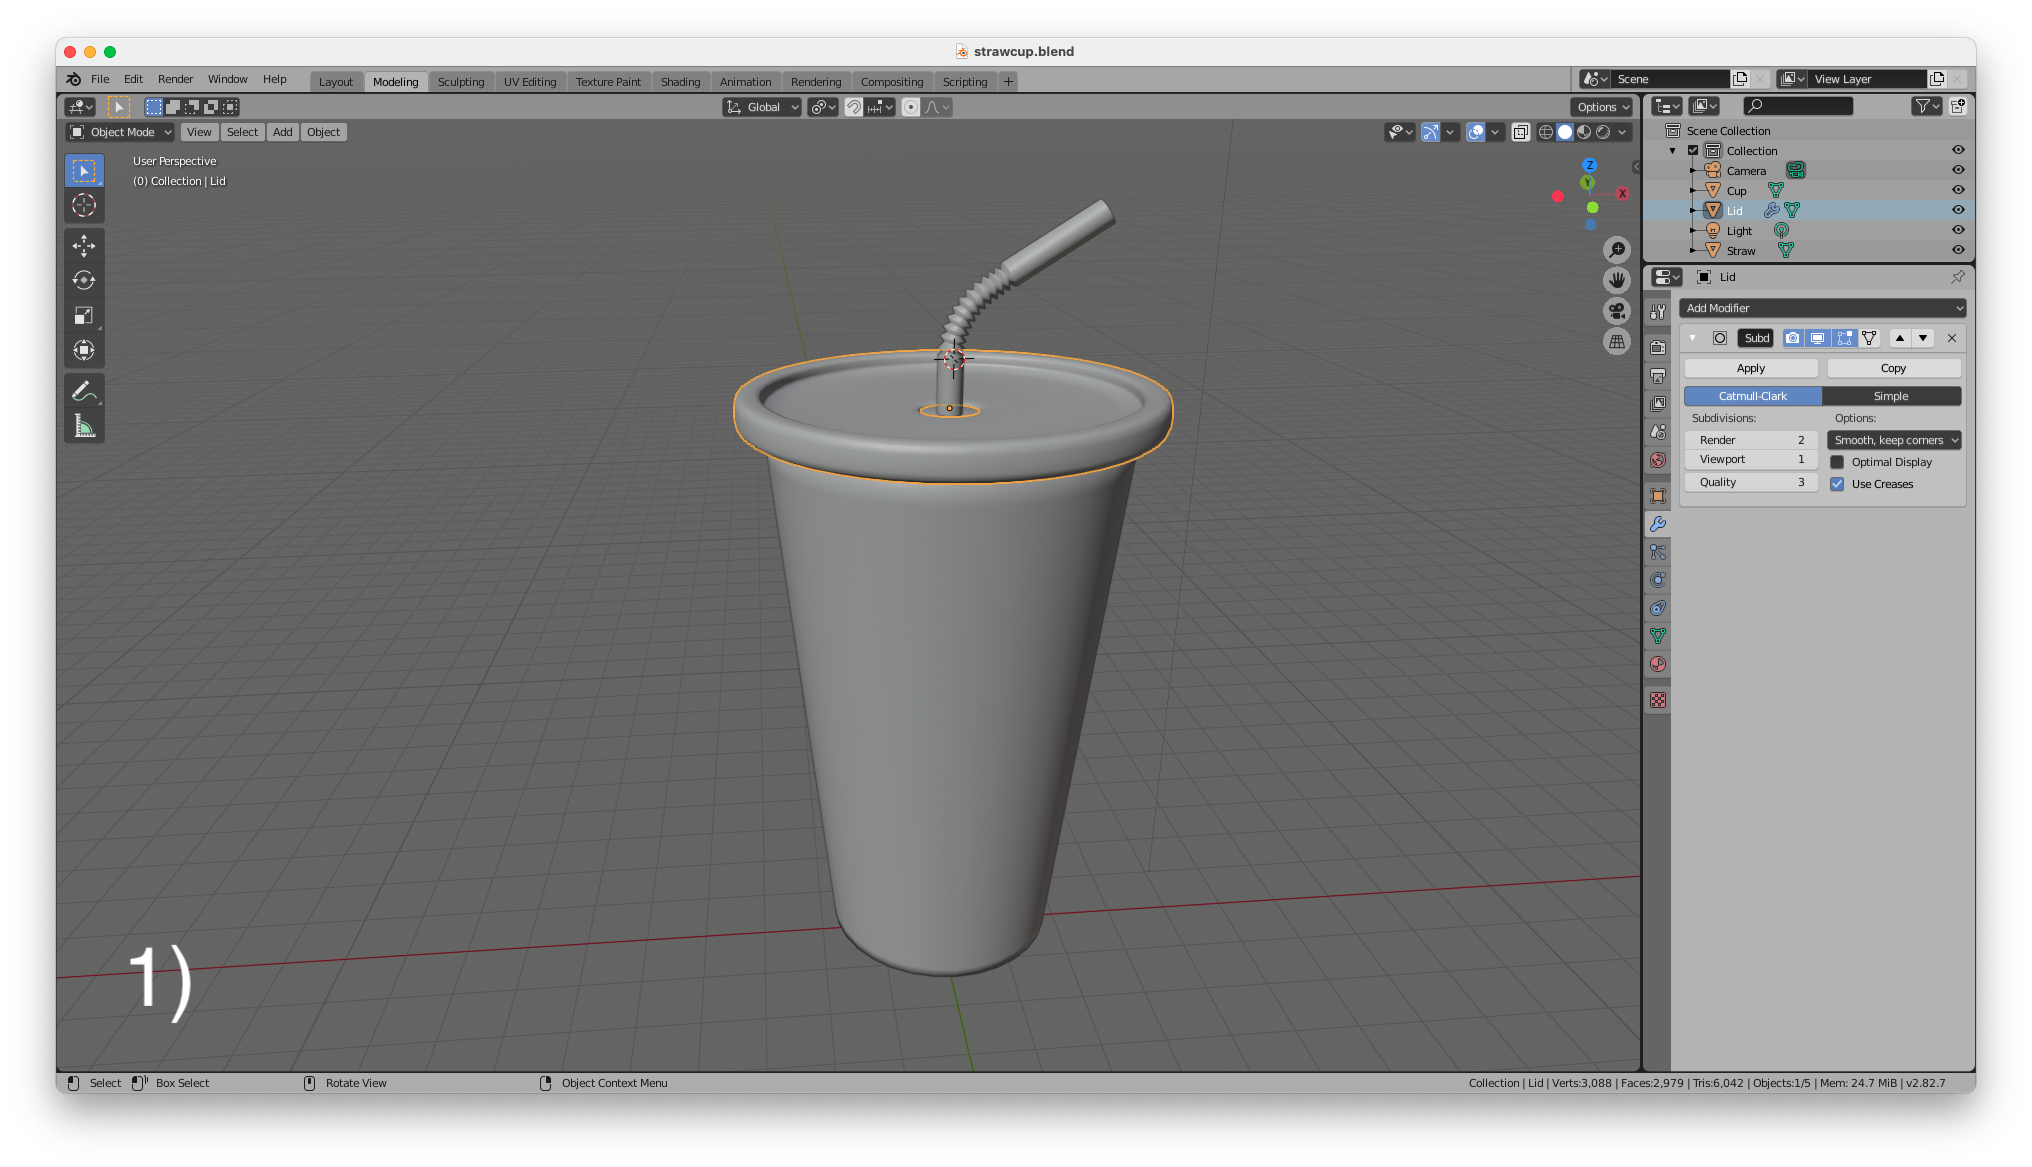 strawcup.blend
File Edit Render Window Help Layout Modeling Sculpting UV Editing Texture Paint Shading Animation Rendering Compositing Scripting + Scene View Layer
Global Options
Object Mode View Select Add Object
User Perspective
(0) Collection | Lid
Z
Y
X
Scene Collection
Collection
Camera
Cup
Lid
Light
Straw
Lid
Add Modifier
Subd
Apply Copy
Catmull-Clark Simple
Subdivisions: Options:
Render 2 Smooth, keep corners
Viewport 1 Optimal Display
Quality 3 Use Creases
1)
Select Box Select Rotate View Object Context Menu Collection | Lid | Verts:3,088 | Faces:2,979 | Tris:6,042 | Objects:1/5 | Mem: 24.7 MiB | v2.82.7